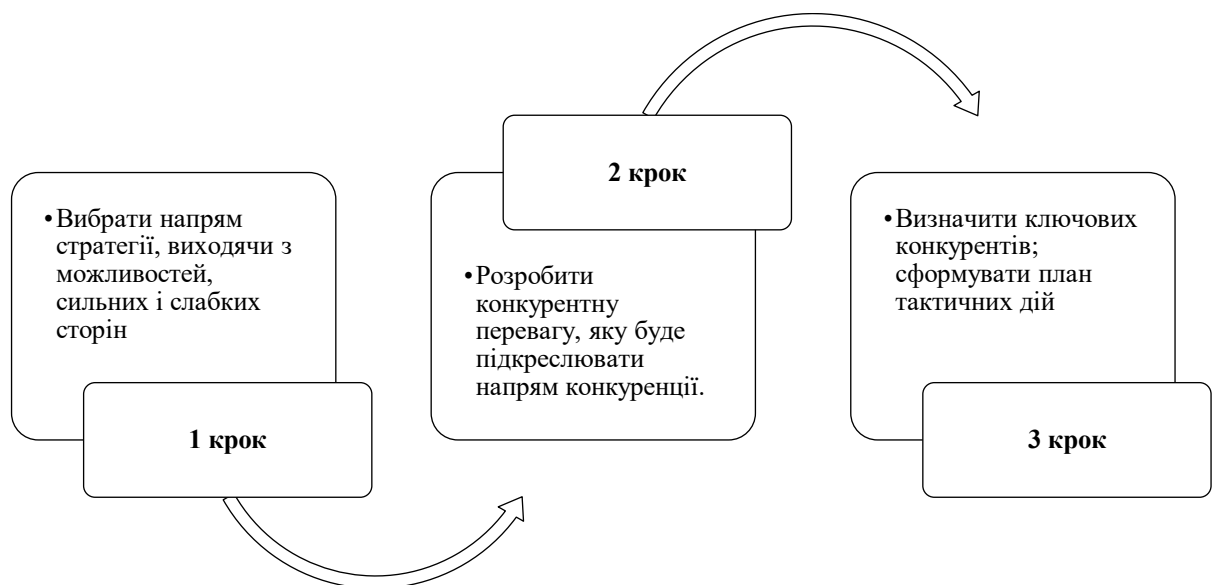 •Вибрати напрям
стратегії, виходячи з
можливостей,
сильних і слабких
сторін
1 крок
2 крок
•Розробити
конкурентну
перевагу, яку буде
підкреслювати
напрям конкуренції.
•Визначити ключових
конкурентів;
сформувати план
тактичних дій
3 крок